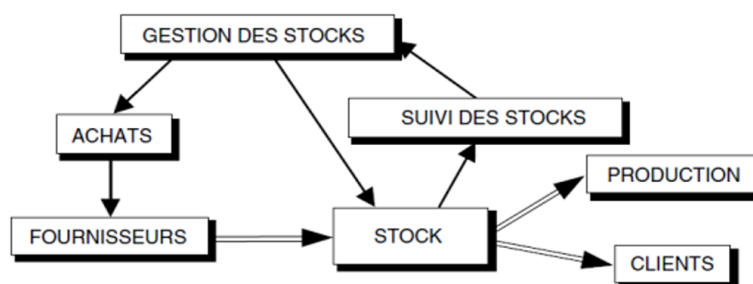 GESTION DES STOCKS
SUIVI DES STOCKS
ACHATS
PRODUCTION
FOURNISSEURS
STOCK
CLIENTS